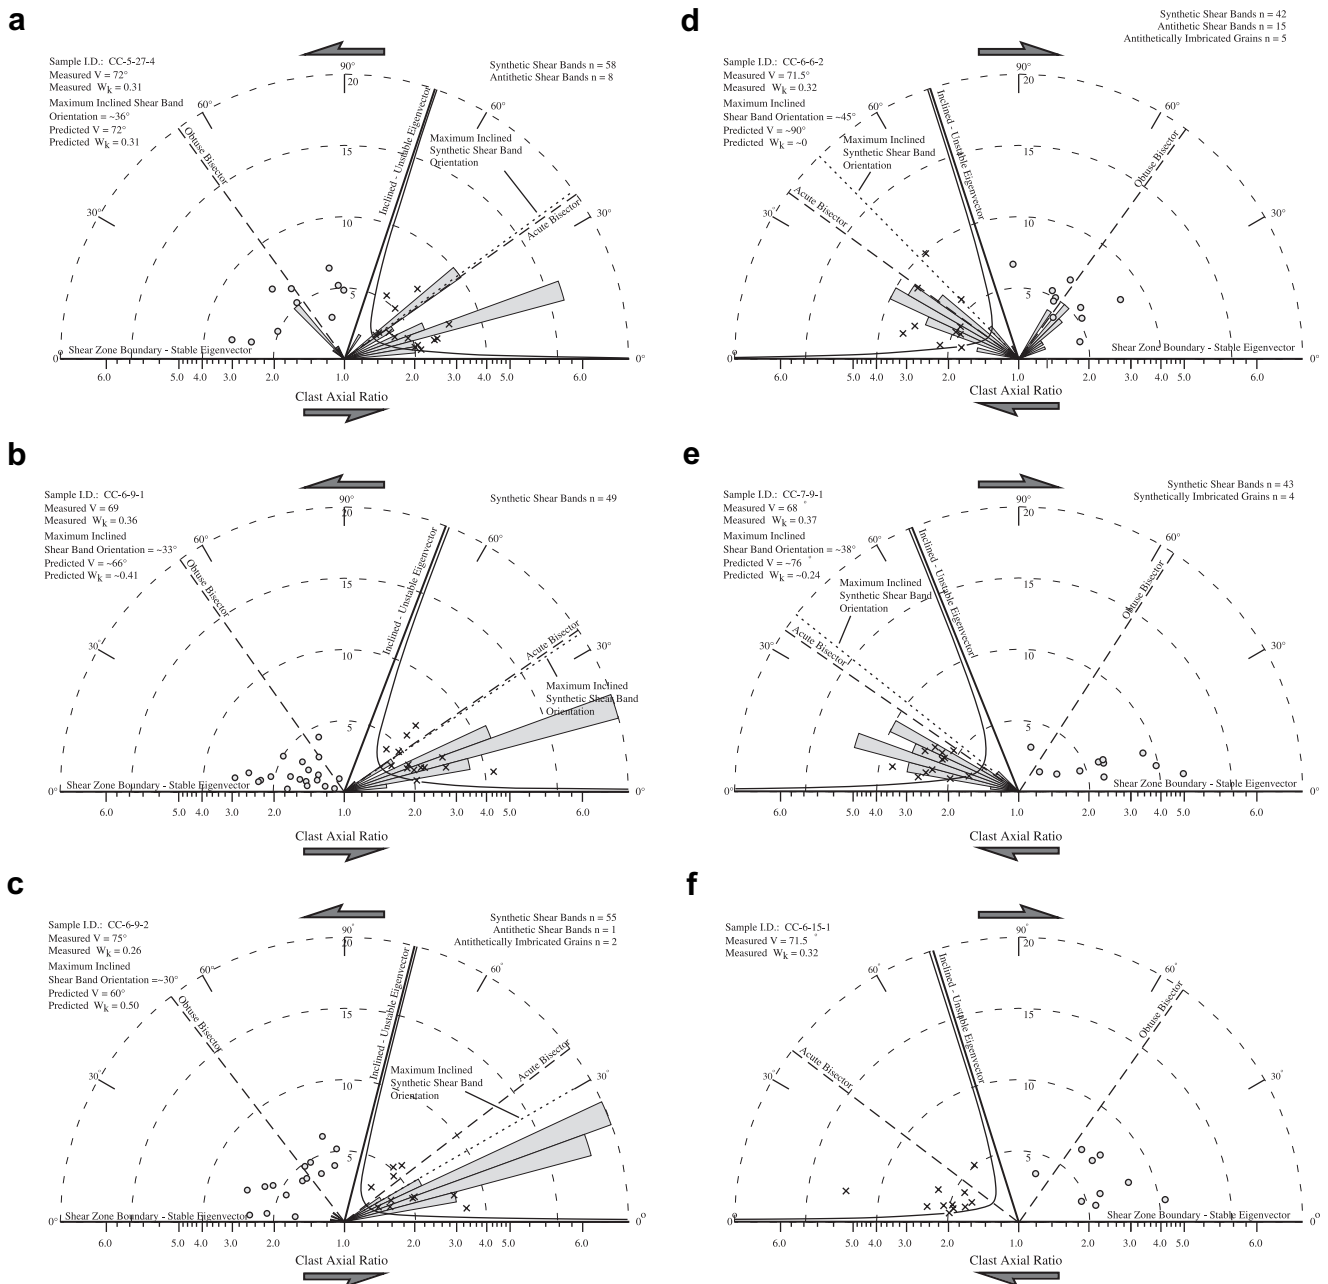 a
Sample I.D.: CC-5-27-4
Measured V = 72°
Measured Wk = 0.31
Maximum Inclined Shear Band
Orientation = ~36°
Predicted V = 72°
Predicted Wk = 0.31
Synthetic Shear Bands n = 58
Antithetic Shear Bands n = 8
90°
20
60°
60°
30°
30°
15
10
5
Obtuse Bisector
Inclined - Unstable Eigenvector
Maximum Inclined
Synthetic Shear Band
Orientation
Acute Bisector
Shear Zone Boundary - Stable Eigenvector
0°
0°
6.0 5.0 4.0 3.0 2.0 1.0 2.0 3.0 4.0 5.0 6.0
Clast Axial Ratio
b
Sample I.D.: CC-6-9-1
Measured V = 69
Measured Wk = 0.36
Maximum Inclined
Shear Band Orientation = ~33°
Predicted V = ~66°
Predicted Wk = ~0.41
Synthetic Shear Bands n = 49
90°
20
60°
60°
30°
30°
15
10
5
Obtuse Bisector
Inclined - Unstable Eigenvector
Acute Bisector
Maximum Inclined
Synthetic Shear Band
Orientation
Shear Zone Boundary - Stable Eigenvector
0°
0°
6.0 5.0 4.0 3.0 2.0 1.0 2.0 3.0 4.0 5.0 6.0
Clast Axial Ratio
c
Sample I.D.: CC-6-9-2
Measured V = 75°
Measured Wk = 0.26
Maximum Inclined
Shear Band Orientation =~30°
Predicted V = 60°
Predicted Wk = 0.50
Synthetic Shear Bands n = 55
Antithetic Shear Bands n = 1
Antithetically Imbricated Grains n = 2
90°
20
60°
60°
30°
30°
15
10
5
Obtuse Bisector
Inclined - Unstable Eigenvector
Maximum Inclined
Synthetic Shear Band
Orientation
Acute Bisector
Shear Zone Boundary - Stable Eigenvector
0°
0°
6.0 5.0 4.0 3.0 2.0 1.0 2.0 3.0 4.0 5.0 6.0
Clast Axial Ratio
d
Sample I.D.: CC-6-6-2
Measured V = 71.5°
Measured Wk = 0.32
Maximum Inclined
Shear Band Orientation = ~45°
Predicted V = ~90°
Predicted Wk = ~0
Synthetic Shear Bands n = 42
Antithetic Shear Bands n = 15
Antithetically Imbricated Grains n = 5
90°
20
60°
60°
30°
30°
15
10
5
Maximum Inclined
Synthetic Shear Band
Orientation
Acute Bisector
Inclined - Unstable Eigenvector
Obtuse Bisector
Shear Zone Boundary - Stable Eigenvector
0°
0°
6.0 5.0 4.0 3.0 2.0 1.0 2.0 3.0 4.0 5.0 6.0
Clast Axial Ratio
e
Sample I.D.: CC-7-9-1
Measured V = 68°
Measured Wk = 0.37
Maximum Inclined
Shear Band Orientation = ~38°
Predicted V = ~76°
Predicted Wk = ~0.24
Synthetic Shear Bands n = 43
Synthetically Imbricated Grains n = 4
90°
20
60°
60°
30°
30°
15
10
5
Maximum Inclined
Synthetic Shear Band
Orientation
Acute Bisector
Inclined - Unstable Eigenvector
Obtuse Bisector
Shear Zone Boundary - Stable Eigenvector
0°
0°
6.0 5.0 4.0 3.0 2.0 1.0 2.0 3.0 4.0 5.0 6.0
Clast Axial Ratio
f
Sample I.D.: CC-6-15-1
Measured V = 71.5°
Measured Wk = 0.32
90°
20
60°
60°
30°
30°
15
10
5
Acute Bisector
Inclined - Unstable Eigenvector
Obtuse Bisector
Shear Zone Boundary - Stable Eigenvector
0°
0°
6.0 5.0 4.0 3.0 2.0 1.0 2.0 3.0 4.0 5.0 6.0
Clast Axial Ratio